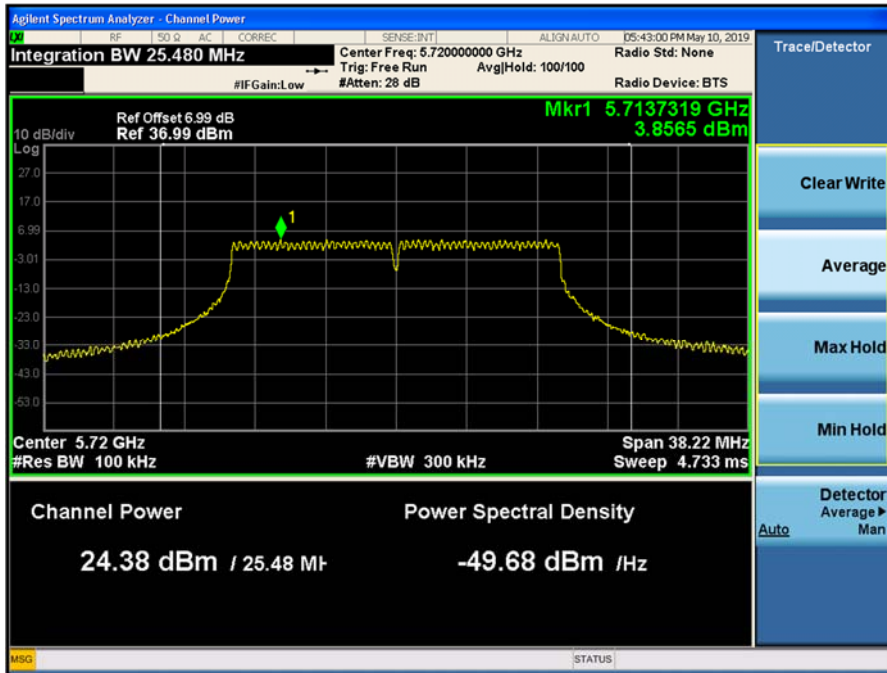 Agilent Spectrum Analyzer - Channel Power
LXI RF 50 Ω AC CORREC SENSE:INT ALIGN AUTO 05:43:00 PM May 10, 2019
Integration BW 25.480 MHz
Center Freq: 5.720000000 GHz
Radio Std: None
Trig: Free Run
Avg|Hold: 100/100
#IFGain:Low
#Atten: 28 dB
Radio Device: BTS
Mkr1 5.7137319 GHz
3.8565 dBm
Ref Offset 6.99 dB
10 dB/div Ref 36.99 dBm
Log
27.0
17.0
6.99
-3.01
-13.0
-23.0
-33.0
-43.0
-53.0
1
Center 5.72 GHz
Span 38.22 MHz
#Res BW 100 kHz
#VBW 300 kHz
Sweep 4.733 ms
Channel Power
Power Spectral Density
24.38 dBm / 25.48 MH
-49.68 dBm /Hz
MSG
STATUS
Trace/Detector
Clear Write
Average
Max Hold
Min Hold
Detector
Average
Auto Man